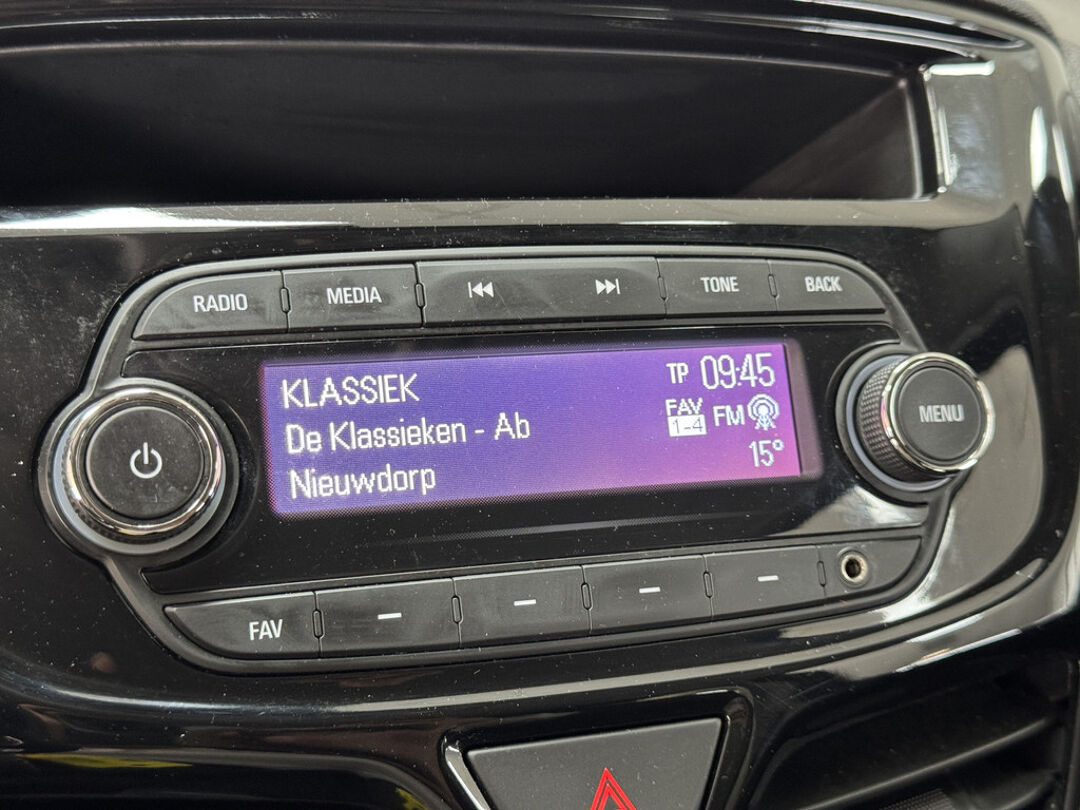 RADIO MEDIA TONE BACK
KLASSIEK TP 09:45
De Klassieken - Ab FAV 1-4 FM
Nieuwdorp 15°
MENU
FAV